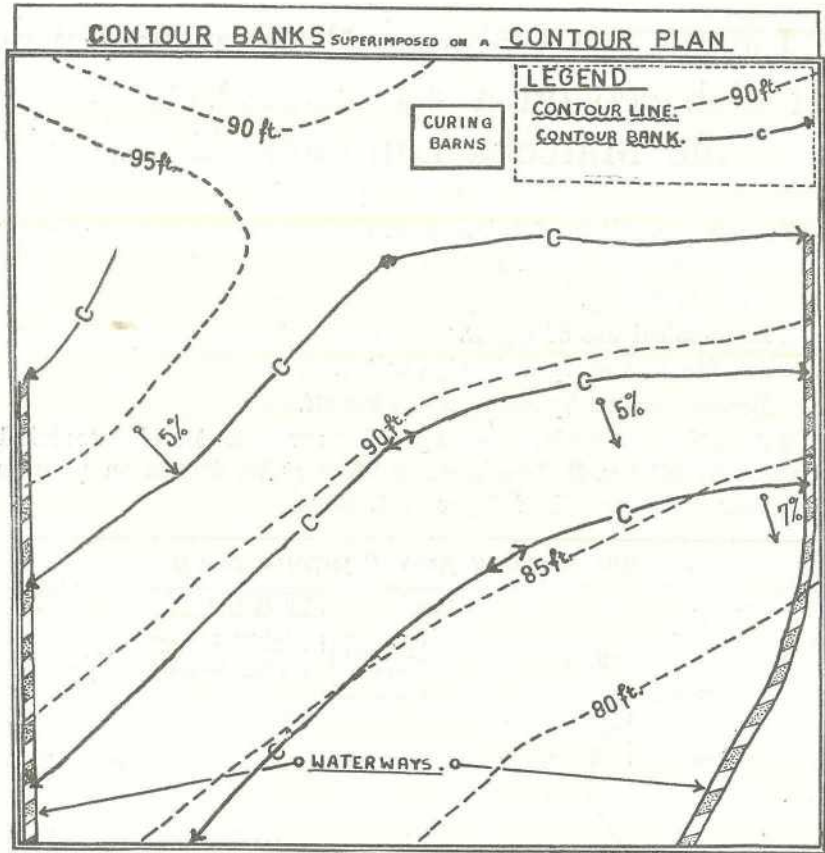 CONTOUR BANKS SUPERIMPOSED ON A CONTOUR PLAN
LEGEND
CONTOUR LINE. 90 ft.
CONTOUR BANK. C
CURING
BARNS
90 ft.
95 ft.
C
C
C
C
5%
5%
90 ft.
C
C
7%
85 ft.
80 ft.
C
WATERWAYS.